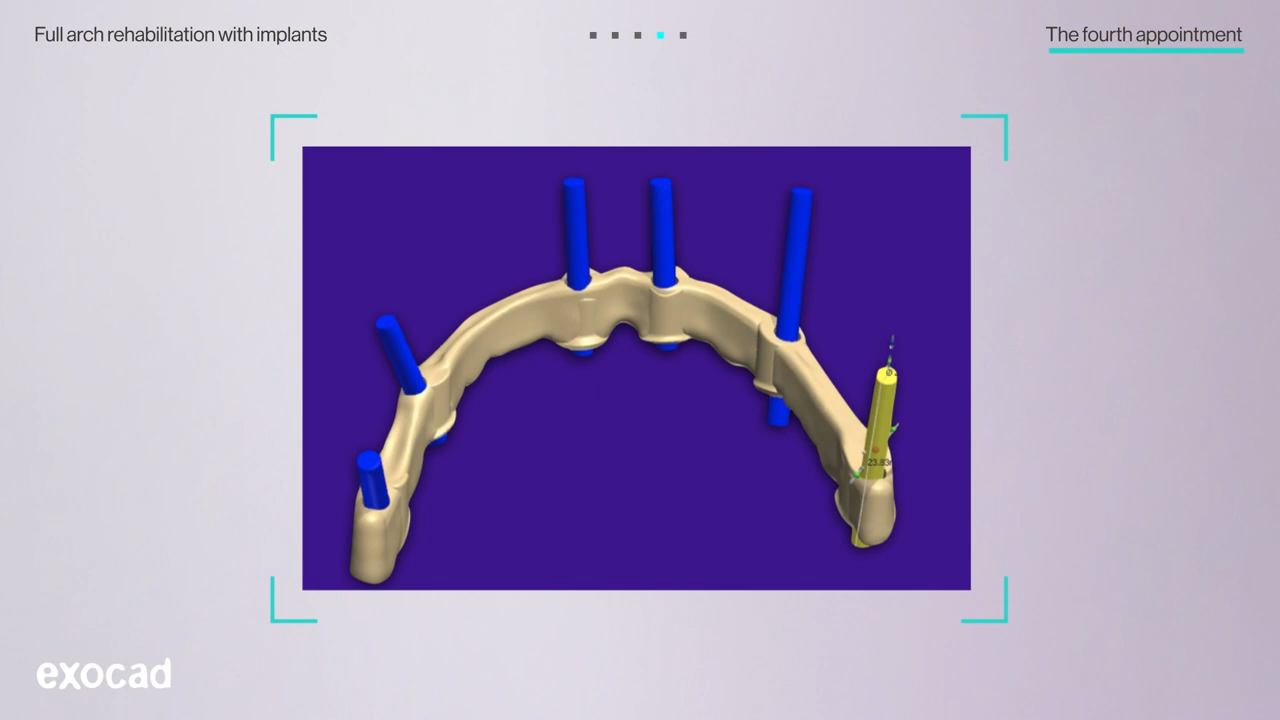 Full arch rehabilitation with implants
The fourth appointment
exocad